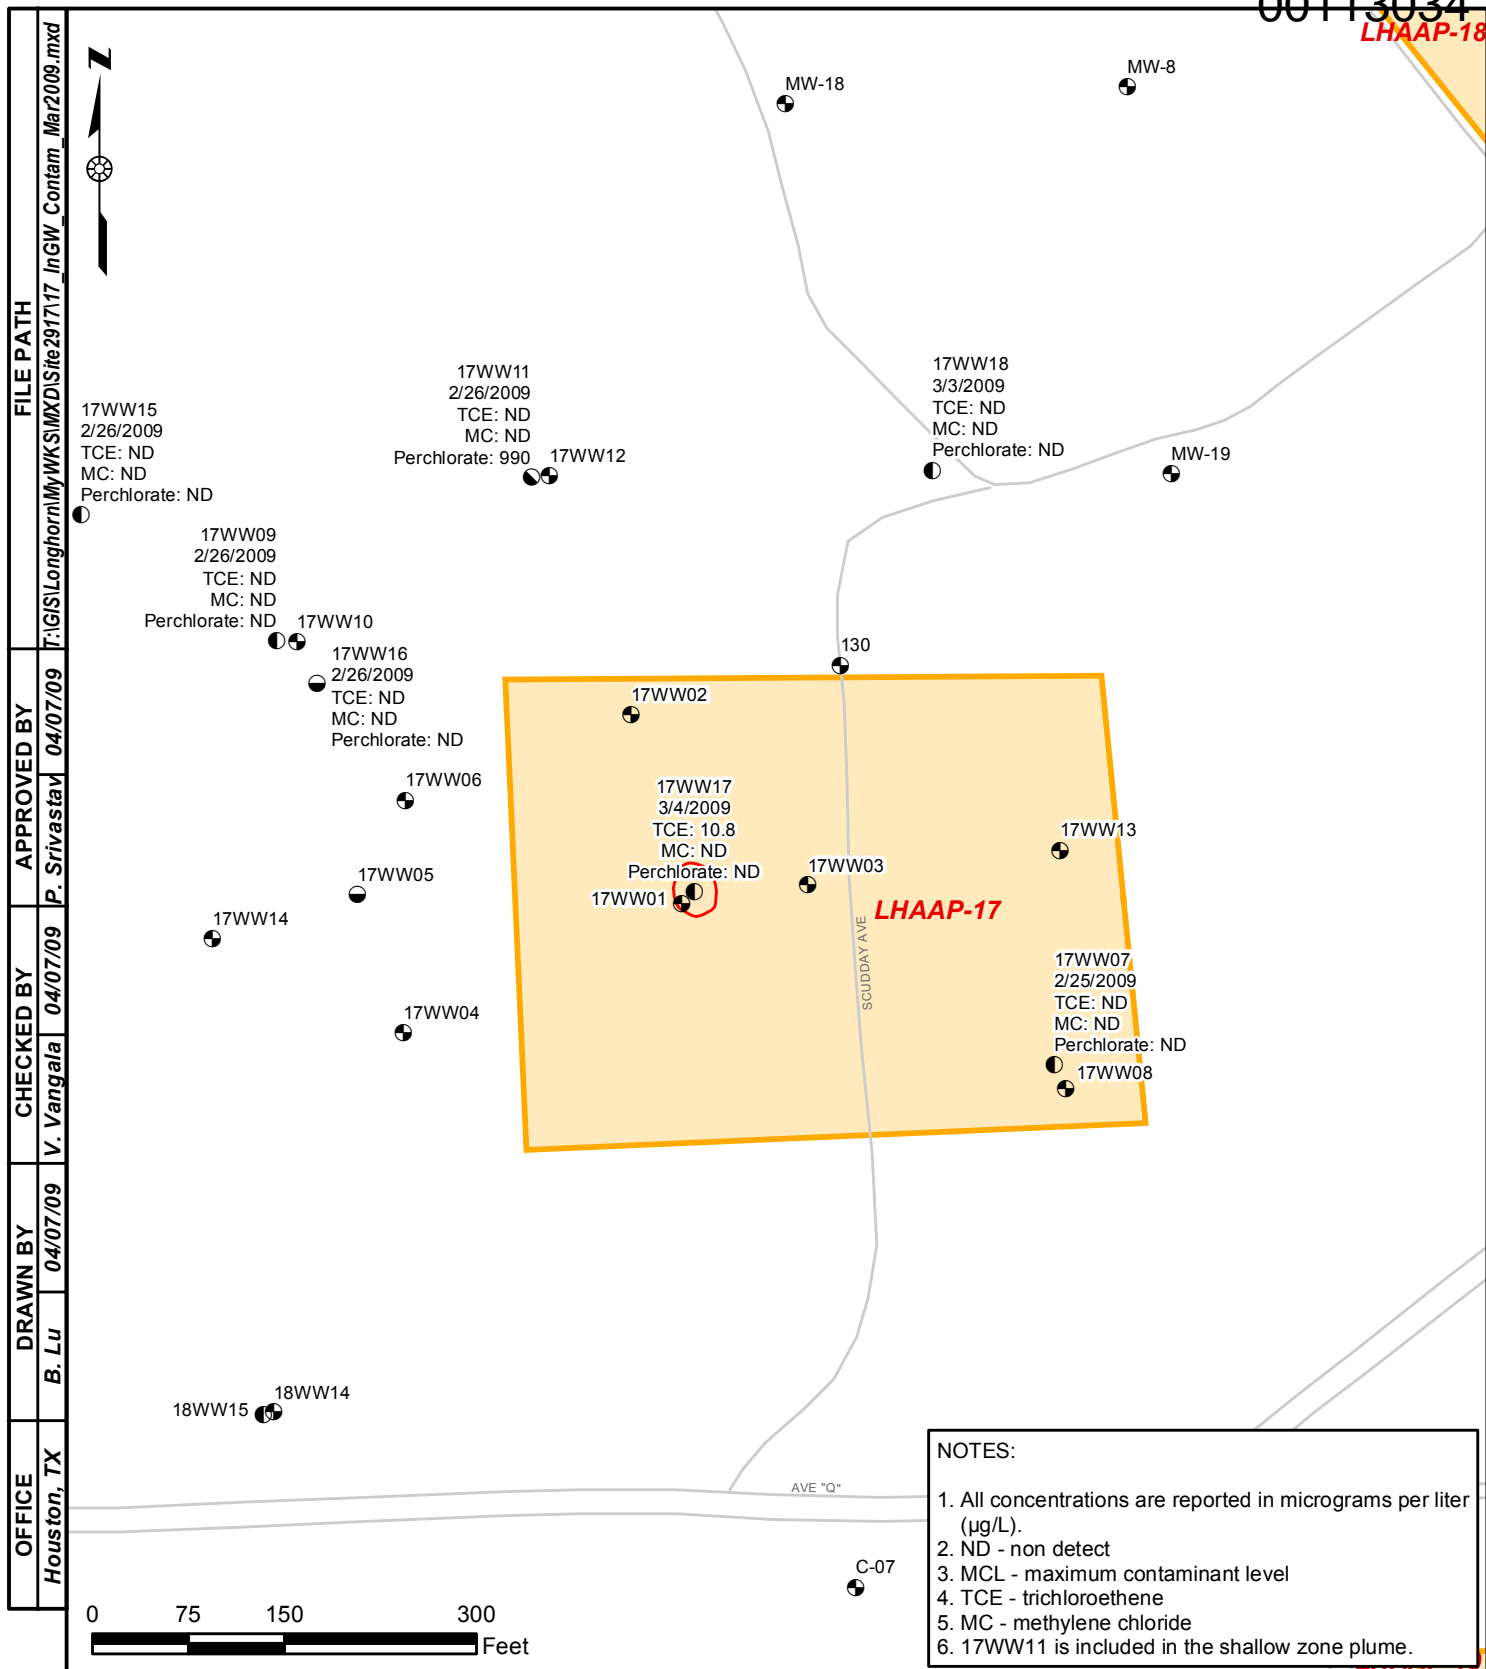 00113034
LHAAP-18
MW-18
MW-8
FILE PATH
T:\GIS\Longhorn\MyWKS\MXD\Site2917\17_InGW_Contam_Mar2009.mxd
APPROVED BY
P. Srivastav 04/07/09
CHECKED BY
V. Vangala 04/07/09
DRAWN BY
B. Lu 04/07/09
OFFICE
Houston, TX
17WW15
2/26/2009
TCE: ND
MC: ND
Perchlorate: ND
17WW11
2/26/2009
TCE: ND
MC: ND
Perchlorate: 990
17WW12
17WW18
3/3/2009
TCE: ND
MC: ND
Perchlorate: ND
MW-19
17WW09
2/26/2009
TCE: ND
MC: ND
Perchlorate: ND
17WW10
17WW16
2/26/2009
TCE: ND
MC: ND
Perchlorate: ND
130
17WW02
17WW06
17WW17
3/4/2009
TCE: 10.8
MC: ND
Perchlorate: ND
17WW01
17WW03
17WW13
17WW05
LHAAP-17
17WW14
SCUDDAY AVE
17WW07
2/25/2009
TCE: ND
MC: ND
Perchlorate: ND
17WW08
17WW04
18WW14
18WW15
AVE "Q"
C-07
0 75 150 300
Feet
NOTES:
1. All concentrations are reported in micrograms per liter
(µg/L).
2. ND - non detect
3. MCL - maximum contaminant level
4. TCE - trichloroethene
5. MC - methylene chloride
6. 17WW11 is included in the shallow zone plume.